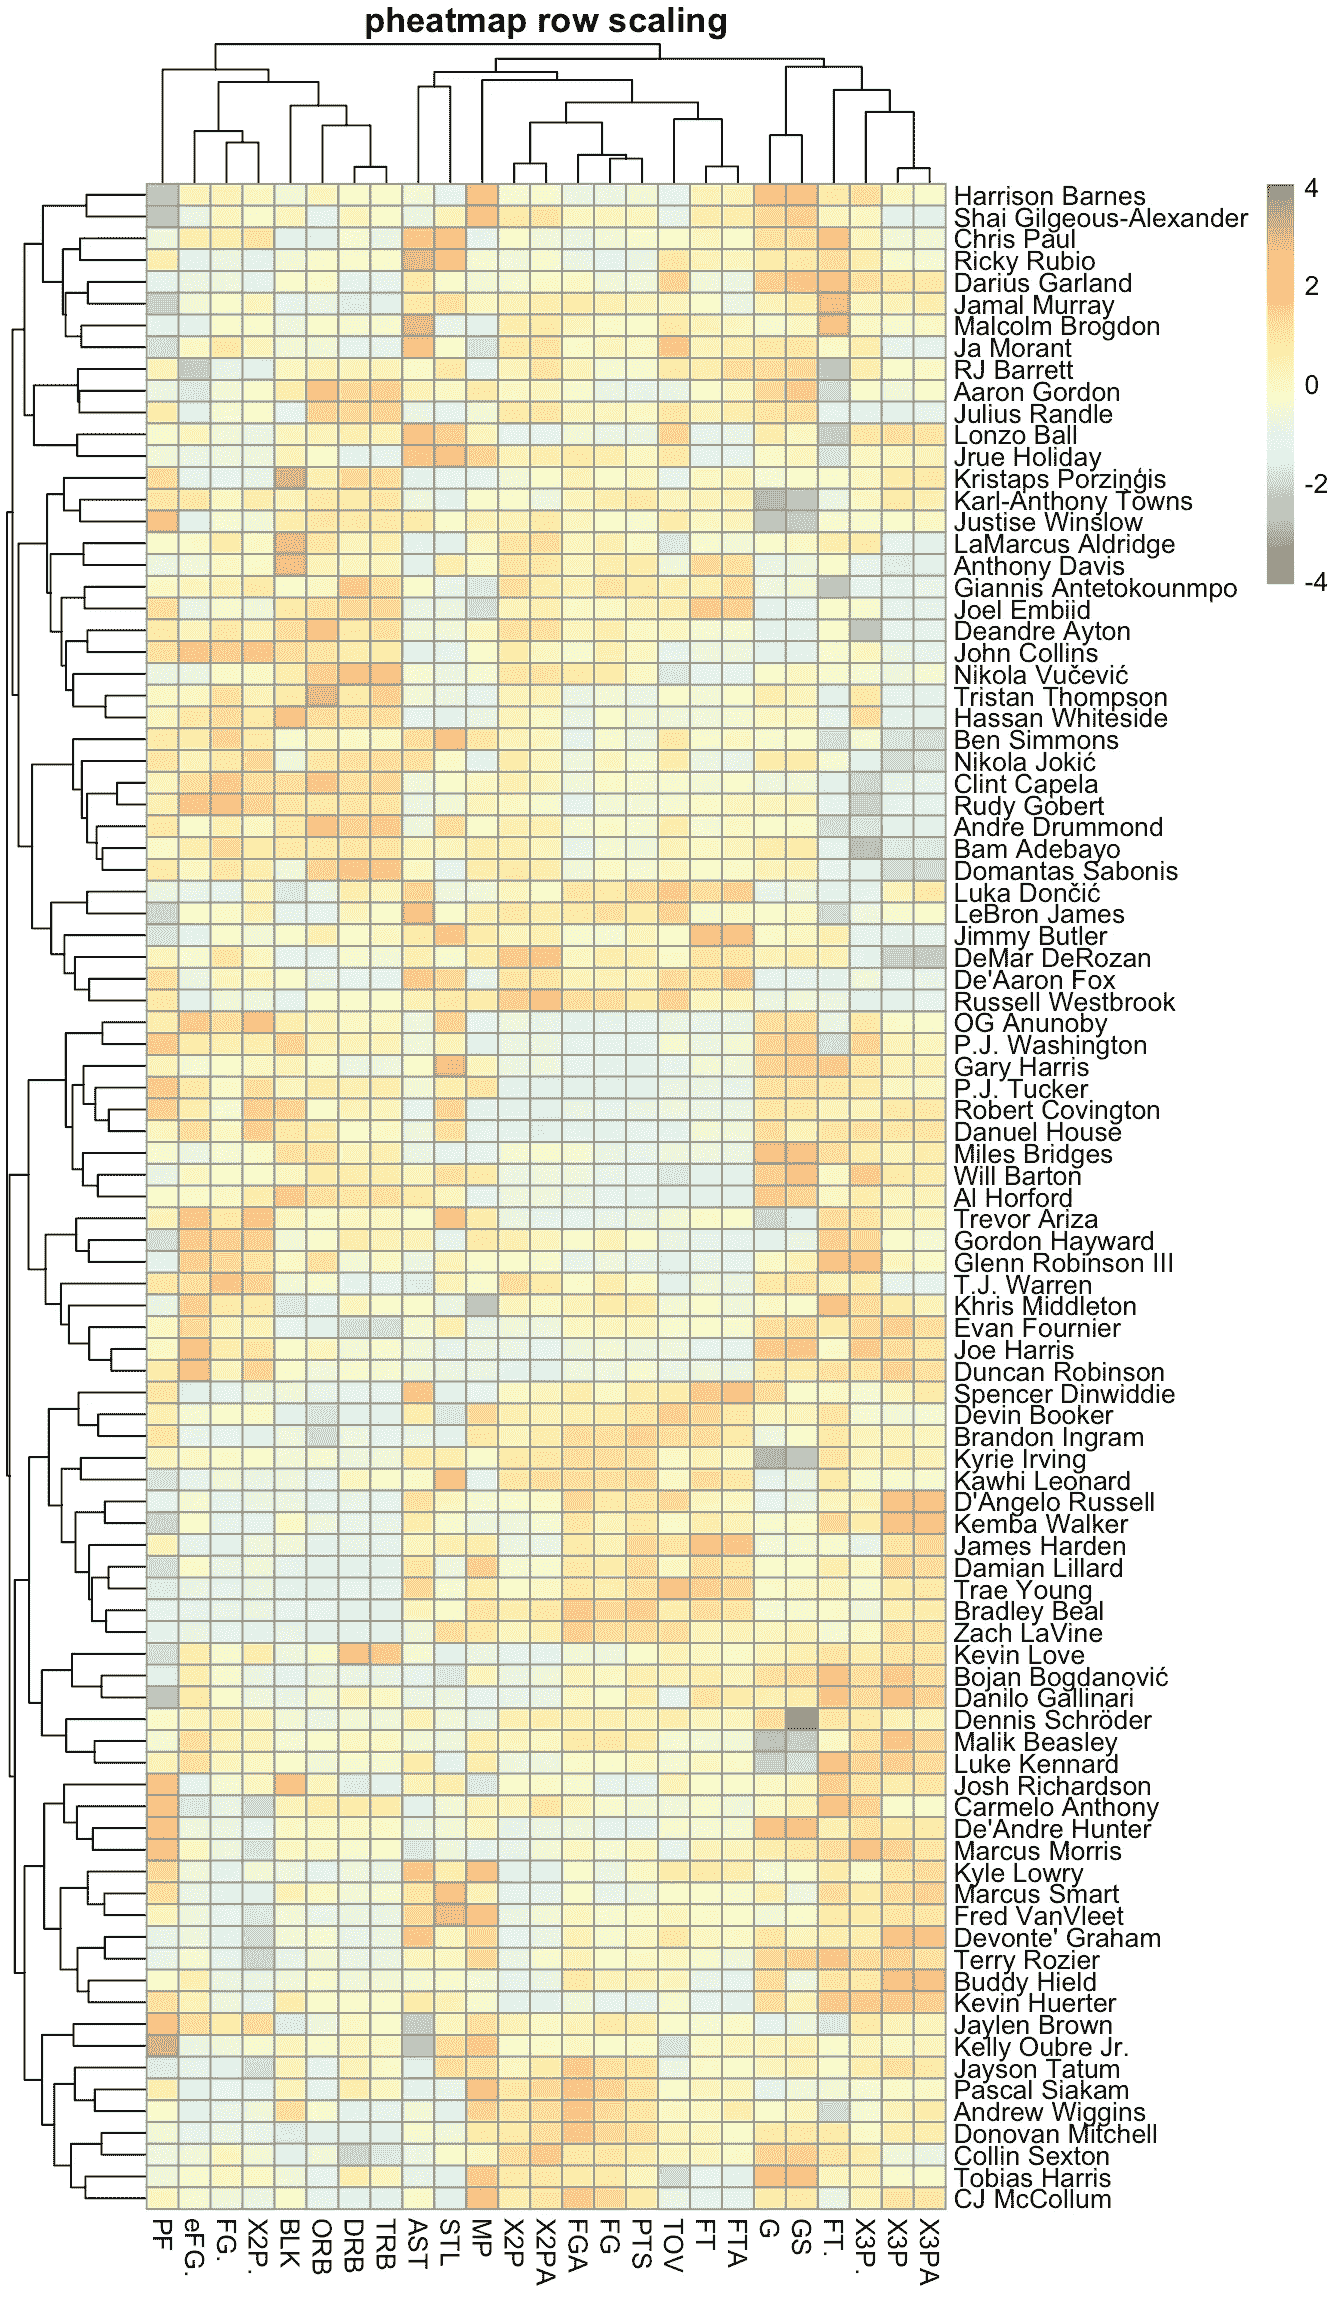 pheatmap row scaling
Harrison Barnes
Shai Gilgeous-Alexander
Chris Paul
Ricky Rubio
Darius Garland
Jamal Murray
Malcolm Brogdon
Ja Morant
RJ Barrett
Aaron Gordon
Julius Randle
Lonzo Ball
Jrue Holiday
Kristaps Porziņģis
Karl-Anthony Towns
Justise Winslow
LaMarcus Aldridge
Anthony Davis
Giannis Antetokounmpo
Joel Embiid
Deandre Ayton
John Collins
Nikola Vučević
Tristan Thompson
Hassan Whiteside
Ben Simmons
Nikola Jokić
Clint Capela
Rudy Gobert
Andre Drummond
Bam Adebayo
Domantas Sabonis
Luka Dončić
LeBron James
Jimmy Butler
DeMar DeRozan
De'Aaron Fox
Russell Westbrook
OG Anunoby
P.J. Washington
Gary Harris
P.J. Tucker
Robert Covington
Danuel House
Miles Bridges
Will Barton
Al Horford
Trevor Ariza
Gordon Hayward
Glenn Robinson III
T.J. Warren
Khris Middleton
Evan Fournier
Joe Harris
Duncan Robinson
Spencer Dinwiddie
Devin Booker
Brandon Ingram
Kyrie Irving
Kawhi Leonard
D'Angelo Russell
Kemba Walker
James Harden
Damian Lillard
Trae Young
Bradley Beal
Zach LaVine
Kevin Love
Bojan Bogdanović
Danilo Gallinari
Dennis Schröder
Malik Beasley
Luke Kennard
Josh Richardson
Carmelo Anthony
De'Andre Hunter
Marcus Morris
Kyle Lowry
Marcus Smart
Fred VanVleet
Devonte' Graham
Terry Rozier
Buddy Hield
Kevin Huerter
Jaylen Brown
Kelly Oubre Jr.
Jayson Tatum
Pascal Siakam
Andrew Wiggins
Donovan Mitchell
Collin Sexton
Tobias Harris
CJ McCollum
4
2
0
-2
-4
PF
eFG.
FG.
X2P.
BLK
ORB
DRB
TRB
AST
STL
MP
X2P
X2PA
FGA
FG
PTS
TOV
FT
FTA
G
GS
FT.
X3P.
X3P
X3PA